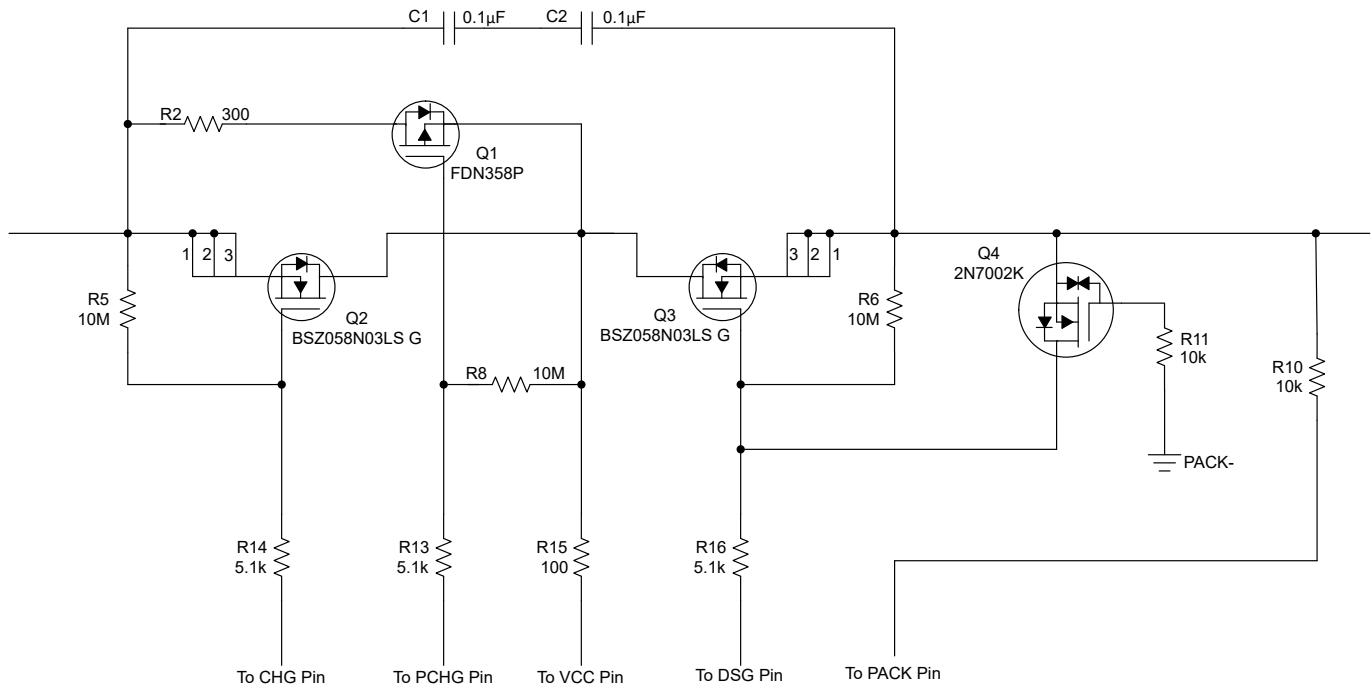 C1
0.1µF
C2
0.1µF
R2
300
Q1
FDN358P
1
2
3
3
2
1
Q4
2N7002K
R5
10M
Q2
BSZ058N03LS G
Q3
BSZ058N03LS G
R6
10M
R11
10k
R8
10M
R10
10k
PACK-
R14
5.1k
R13
5.1k
R15
100
R16
5.1k
To CHG Pin
To PCHG Pin
To VCC Pin
To DSG Pin
To PACK Pin